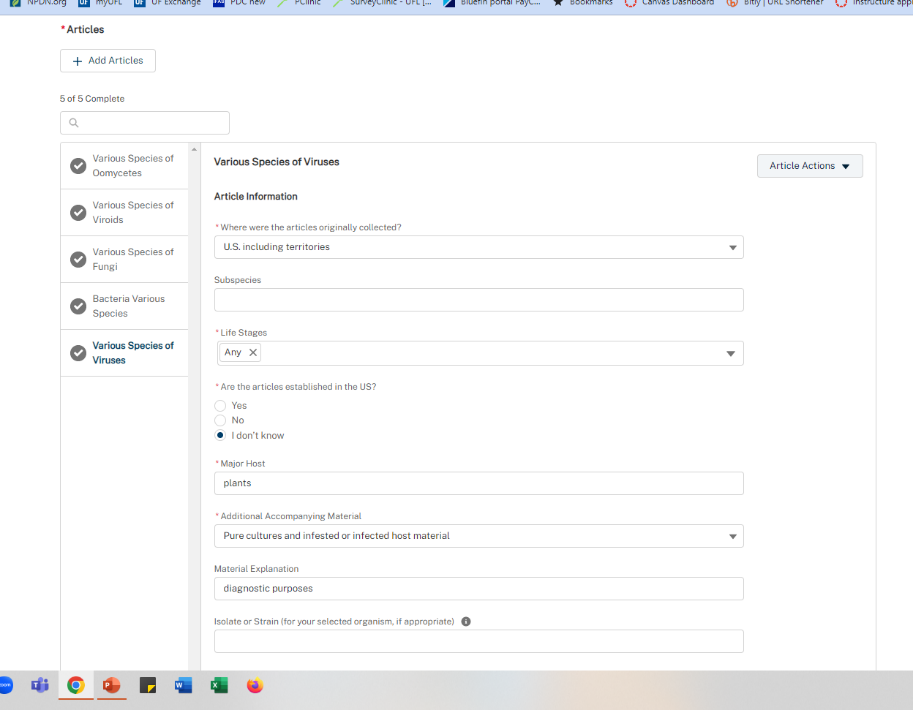 NPDN.org myUFL UF Exchange PDC new PClinic SurveyClinic - UFL [... Bluefin portal PayC... Bookmarks Canvas Dashboard Bitly | URL Shortener Instructure appl
* Articles
+ Add Articles
5 of 5 Complete
Various Species of
Oomycetes
Various Species of
Viroids
Various Species of
Fungi
Bacteria Various
Species
Various Species of
Viruses
Various Species of Viruses
Article Actions
Article Information
* Where were the articles originally collected?
U.S. including territories
Subspecies
* Life Stages
Any
* Are the articles established in the US?
Yes
No
I don't know
* Major Host
plants
* Additional Accompanying Material
Pure cultures and infested or infected host material
Material Explanation
diagnostic purposes
Isolate or Strain (for your selected organism, if appropriate)